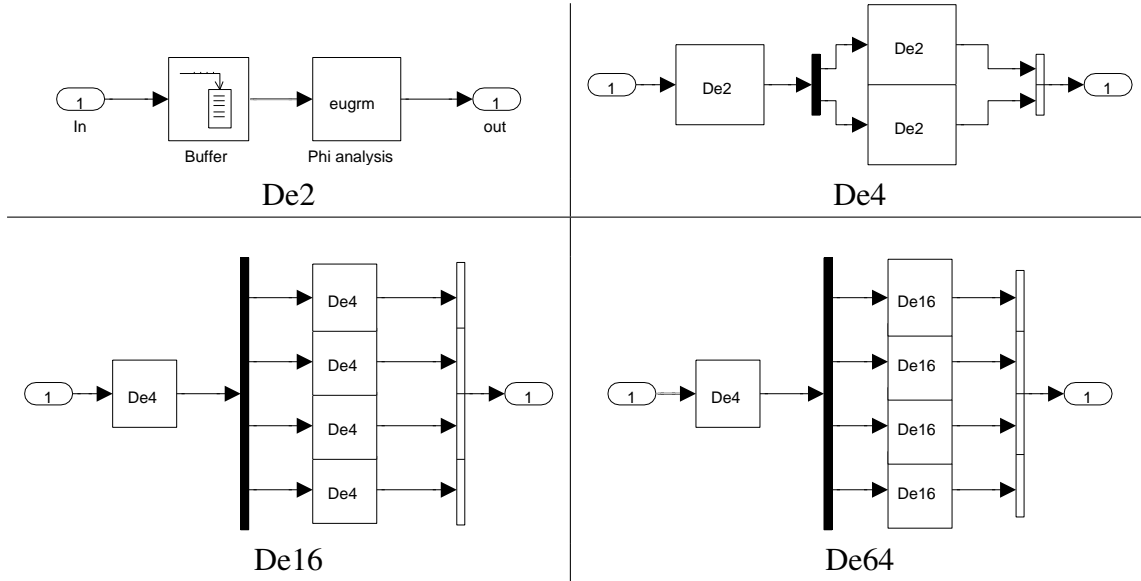 1
In
Buffer
eugrm
Phi analysis
1
out
De2
1
De2
De2
De2
1
De4
1
De4
De4
De4
De4
De4
1
De16
1
De4
De16
De16
De16
De16
1
De64